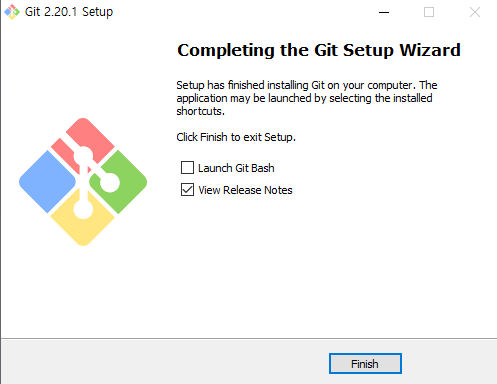 Git 2.20.1 Setup
Completing the Git Setup Wizard
Setup has finished installing Git on your computer. The
application may be launched by selecting the installed
shortcuts.
Click Finish to exit Setup.
Launch Git Bash
View Release Notes
Finish